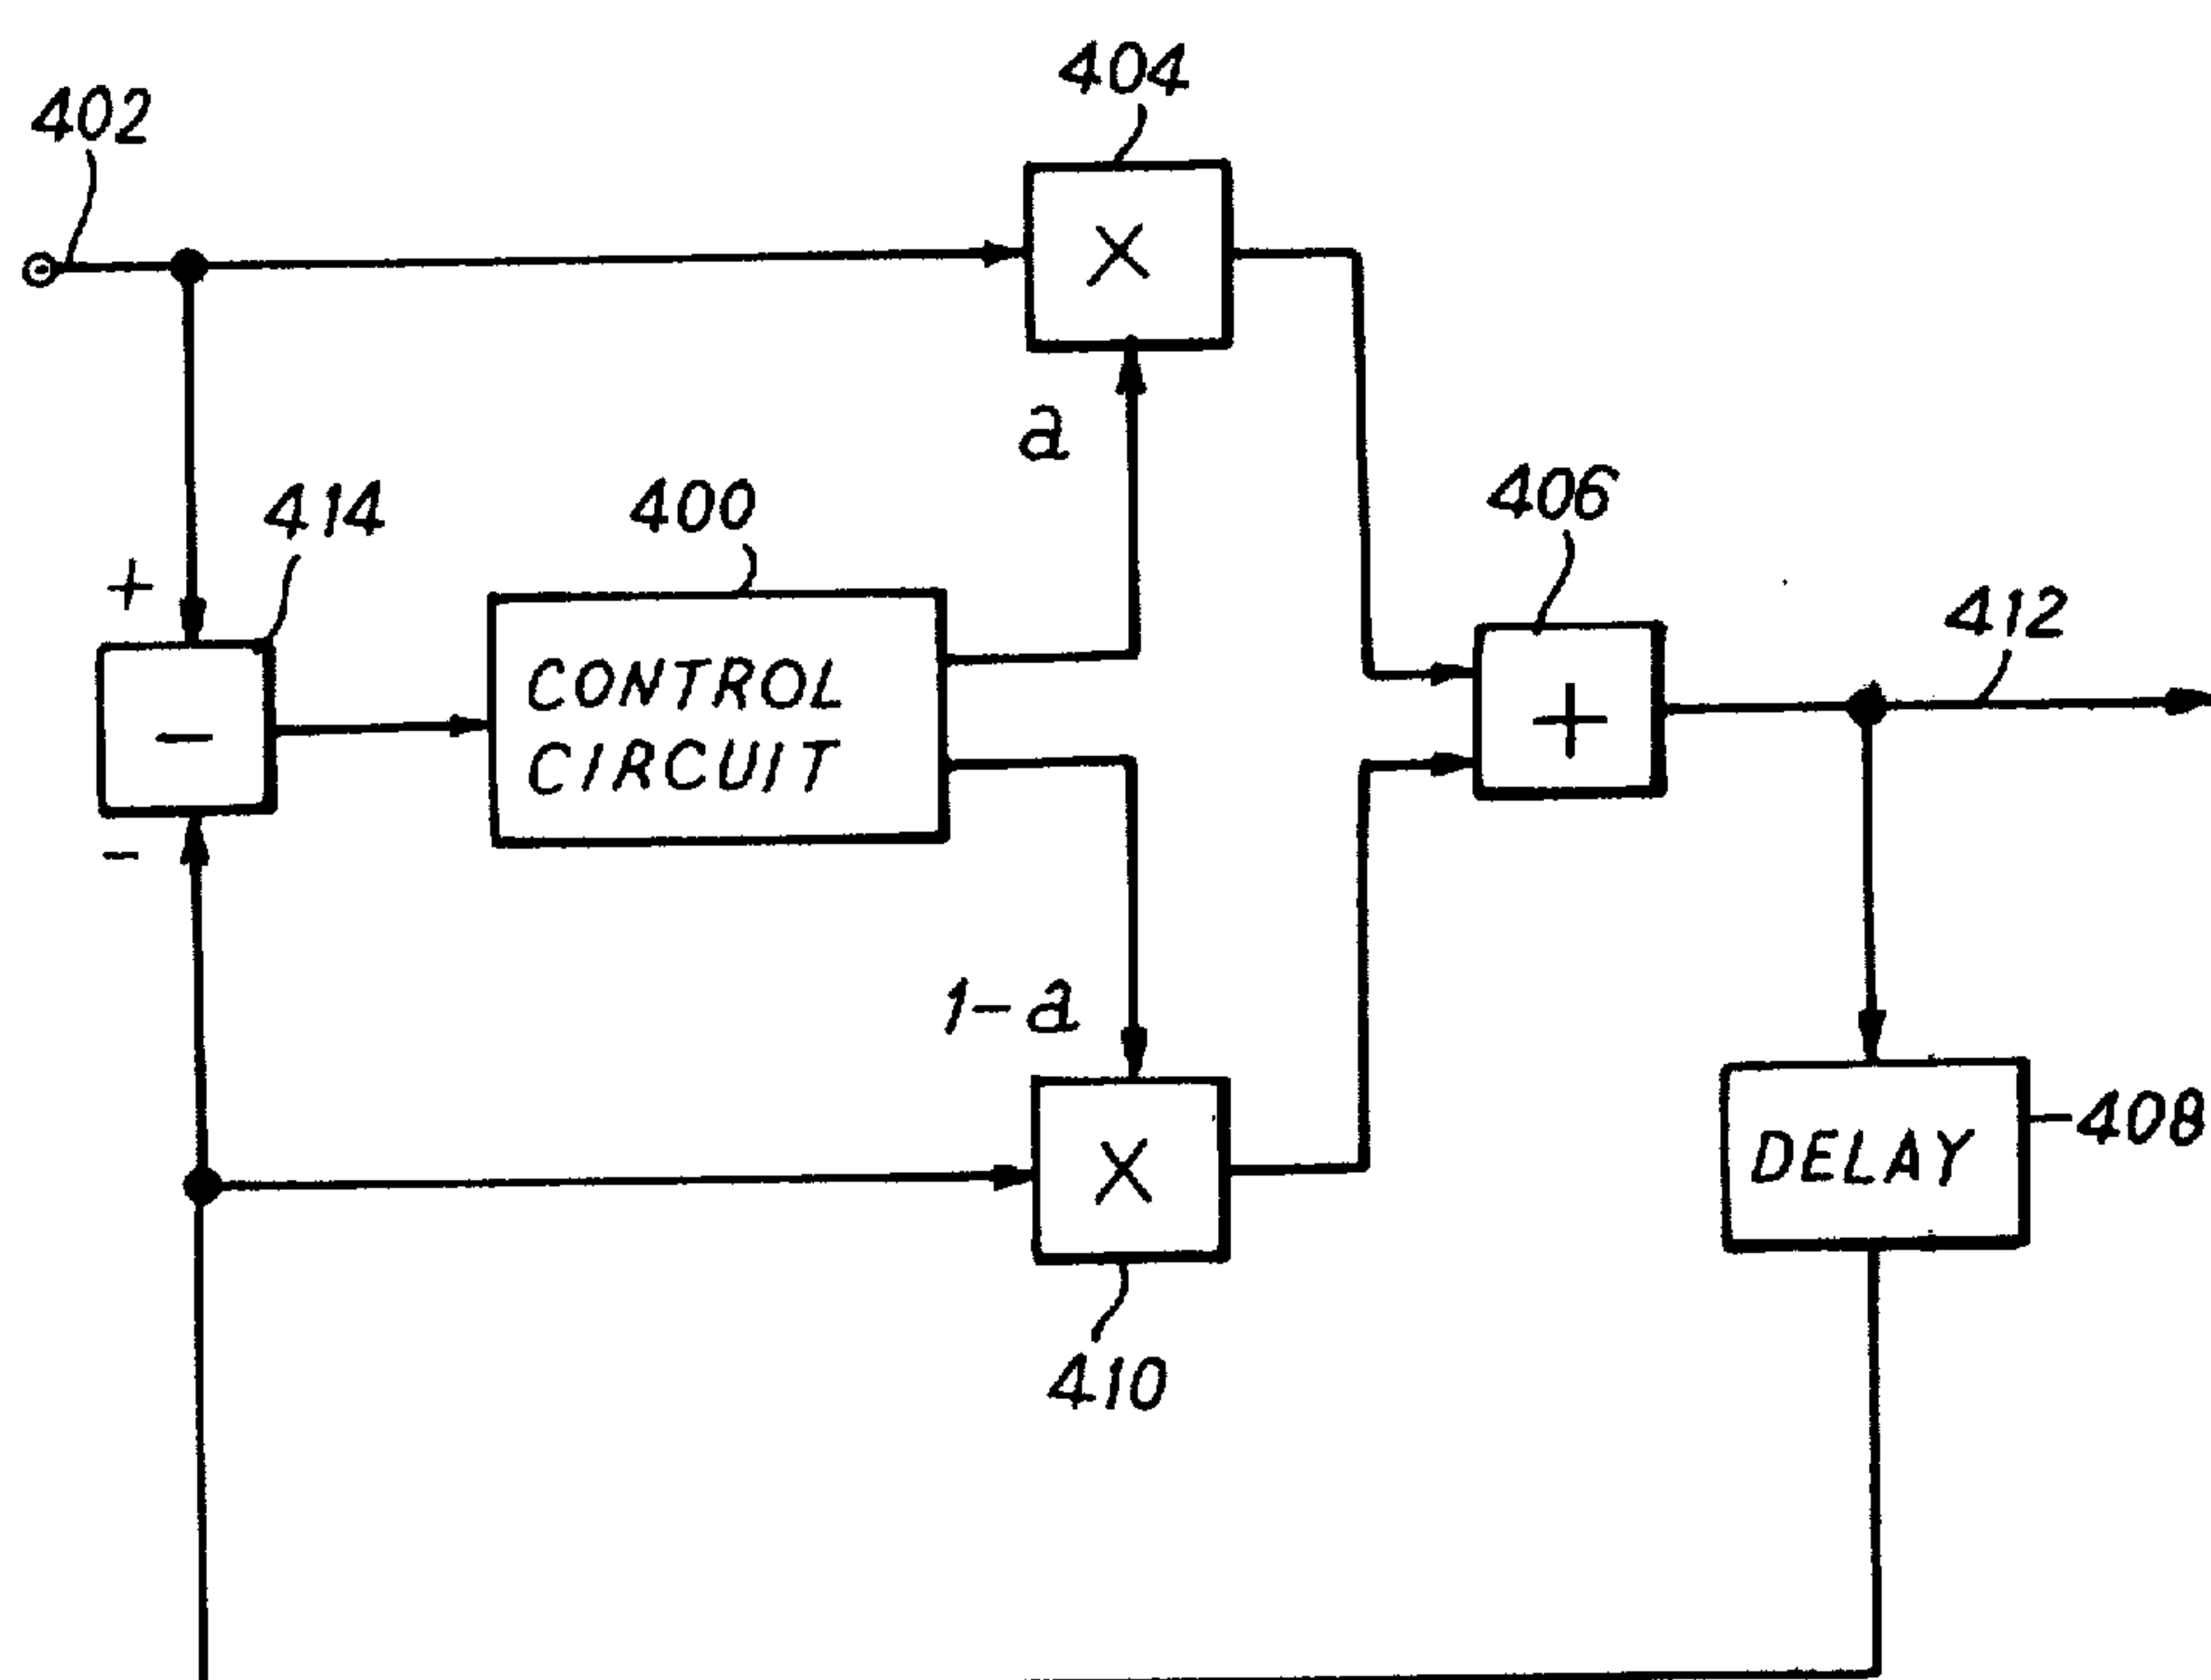 404
402
×
a
414
400
406
+
412
CONTROL
CIRCUIT
+
-
-
1-a
408
DELAY
×
410